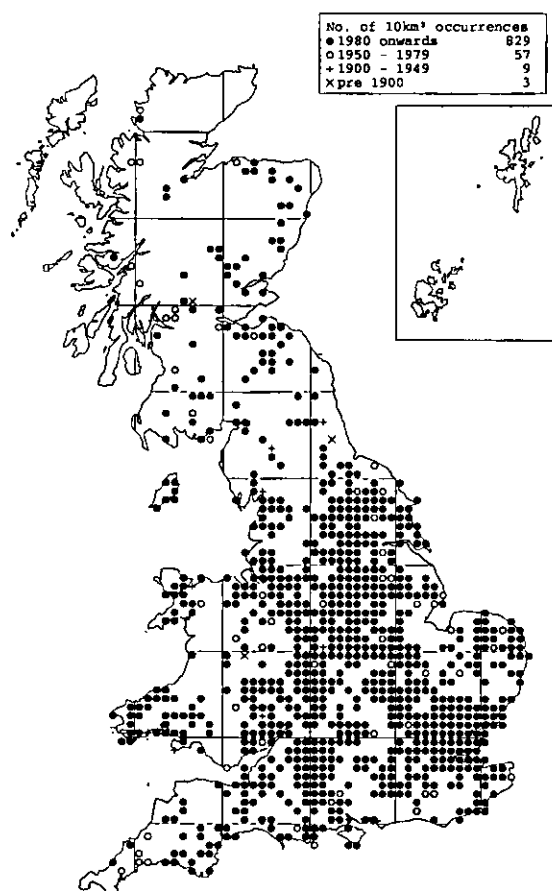 No. of 10km² occurrences
● 1980 onwards 829
○ 1950 - 1979 57
+ 1900 - 1949 9
× pre 1900 3